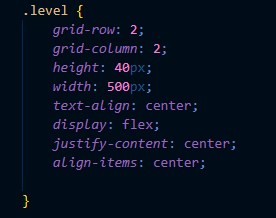 .level {
grid-row: 2;
grid-column: 2;
height: 40px;
width: 500px;
text-align: center;
display: flex;
justify-content: center;
align-items: center;
}